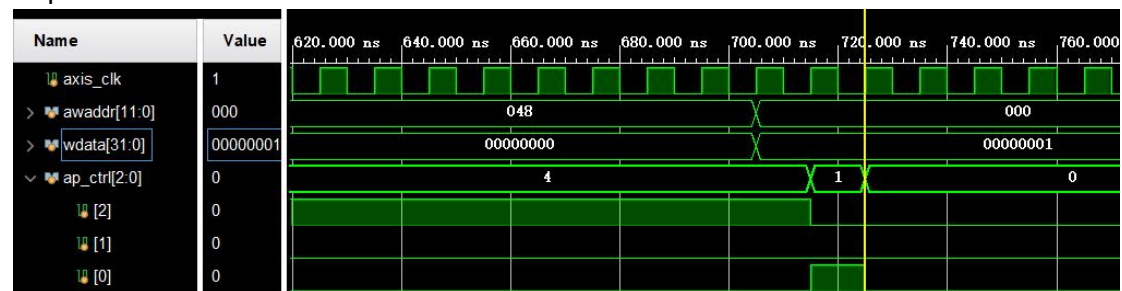 Name Value 620.000 ns 640.000 ns 660.000 ns 680.000 ns 700.000 ns 720.000 ns 740.000 ns 760.000
axis_clk 1
awaddr[11:0] 000 048 000
wdata[31:0] 00000001 00000000 00000001
ap_ctrl[2:0] 0 4 1 0
[2] 0
[1] 0
[0] 0